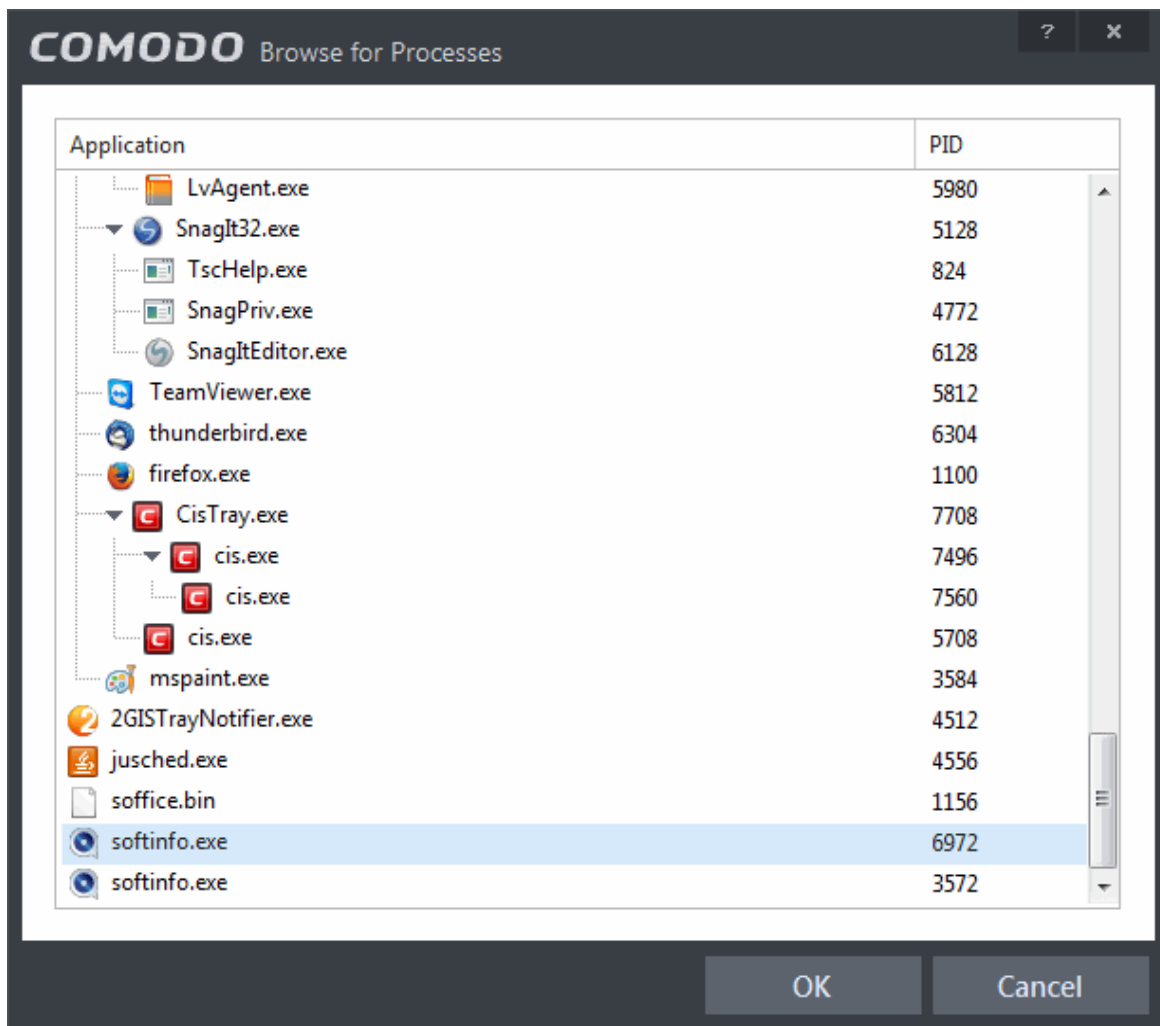 COMODO Browse for Processes ? ×
Application PID
LvAgent.exe 5980
SnagIt32.exe 5128
TscHelp.exe 824
SnagPriv.exe 4772
SnagItEditor.exe 6128
TeamViewer.exe 5812
thunderbird.exe 6304
firefox.exe 1100
CisTray.exe 7708
cis.exe 7496
cis.exe 7560
cis.exe 5708
mspaint.exe 3584
2GISTrayNotifier.exe 4512
jusched.exe 4556
soffice.bin 1156
softinfo.exe 6972
softinfo.exe 3572
OK Cancel